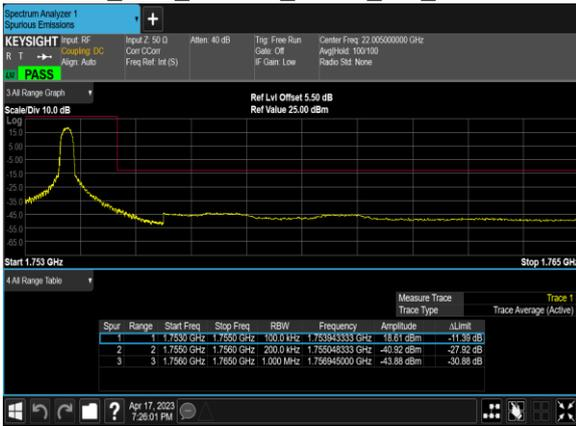 Spectrum Analyzer 1
Spurious Emissions
KEYSIGHT
Input: RF
Coupling: DC
Align: Auto
Input Z: 50 Ω
Corr CCorr
Freq Ref: Int (S)
Atten: 40 dB
Trig: Free Run
Gate: Off
IF Gain: Low
Center Freq: 22.005000000 GHz
Avg|Hold: 100/100
Radio Std: None
R T
LXI
PASS
3 All Range Graph
Scale/Div 10.0 dB
Ref Lvl Offset 5.50 dB
Ref Value 25.00 dBm
Log
15.0
5.00
-5.00
-15.0
-25.0
-35.0
-45.0
-55.0
-65.0
Start 1.753 GHz
Stop 1.765 GHz
4 All Range Table
Measure Trace Trace 1
Trace Type Trace Average (Active)
Spur Range Start Freq Stop Freq RBW Frequency Amplitude ΔLimit
1 1 1.7530 GHz 1.7550 GHz 100.0 kHz 1.753943333 GHz 18.61 dBm -11.39 dB
2 2 1.7550 GHz 1.7560 GHz 200.0 kHz 1.755048333 GHz -40.92 dBm -27.92 dB
3 3 1.7560 GHz 1.7650 GHz 1.000 MHz 1.756945000 GHz -43.88 dBm -30.88 dB
?
Apr 17, 2023
7:26:01 PM